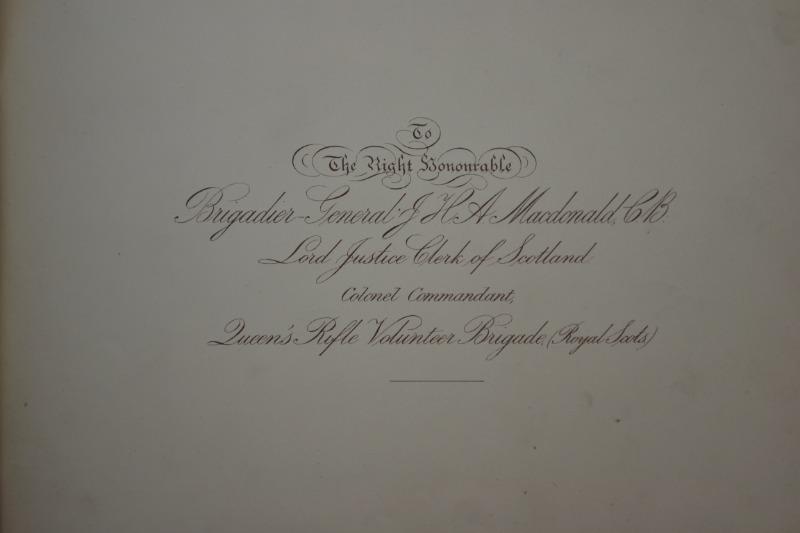 To
The Right Honourable
Brigadier-General J H A Macdonald, C.B.
Lord Justice Clerk of Scotland
Colonel Commandant,
Queen's Rifle Volunteer Brigade, (Royal Scots)